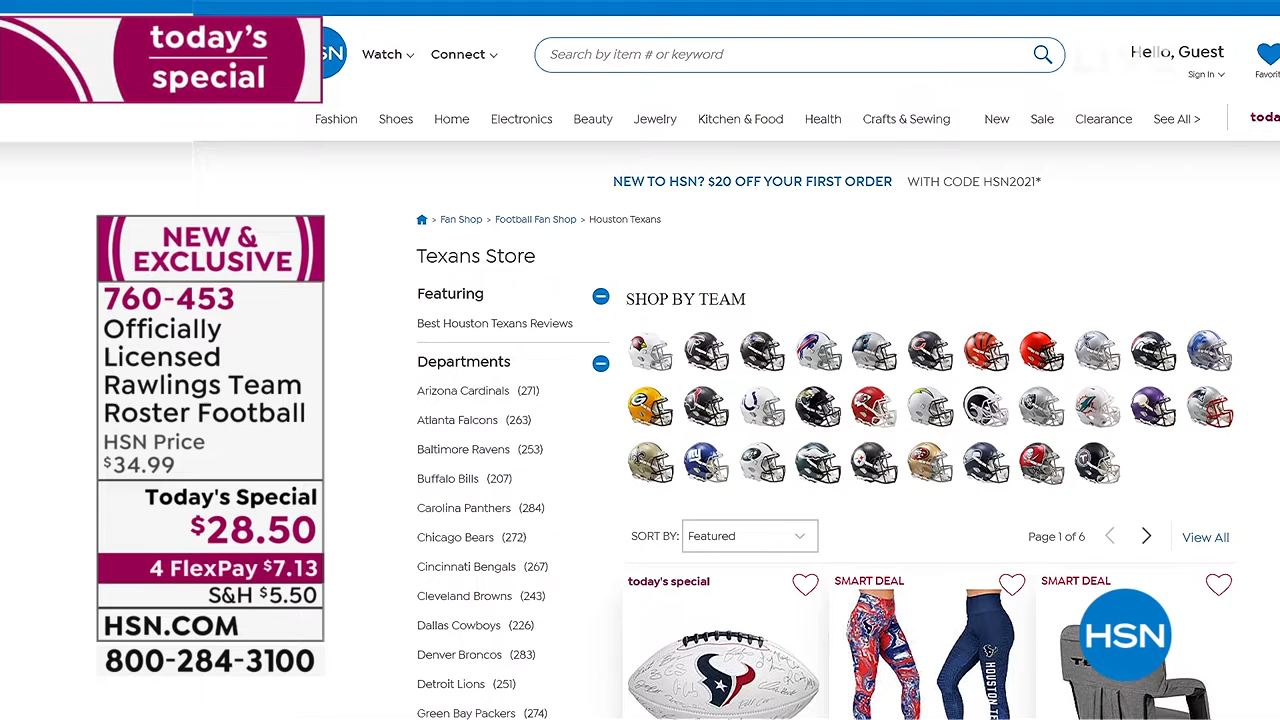 today's
special
SN
Watch
Connect
Search by item # or keyword
Hello, Guest
Sign In
Favorit
Fashion Shoes Home Electronics Beauty Jewelry Kitchen & Food Health Crafts & Sewing New Sale Clearance See All > toda
NEW TO HSN? $20 OFF YOUR FIRST ORDER WITH CODE HSN2021*
NEW &
EXCLUSIVE
760-453
Officially
Licensed
Rawlings Team
Roster Football
HSN Price
$34.99
Today's Special
$28.50
4 FlexPay $7.13
S&H $5.50
HSN.COM
800-284-3100
> Fan Shop > Football Fan Shop > Houston Texans
Texans Store
Featuring
Best Houston Texans Reviews
Departments
Arizona Cardinals (271)
Atlanta Falcons (263)
Baltimore Ravens (253)
Buffalo Bills (207)
Carolina Panthers (284)
Chicago Bears (272)
Cincinnati Bengals (267)
Cleveland Browns (243)
Dallas Cowboys (226)
Denver Broncos (283)
Detroit Lions (251)
Green Bay Packers (274)
SHOP BY TEAM
SORT BY: Featured
Page 1 of 6
View All
today's special
SMART DEAL
SMART DEAL
HOUSTON TE
HSN